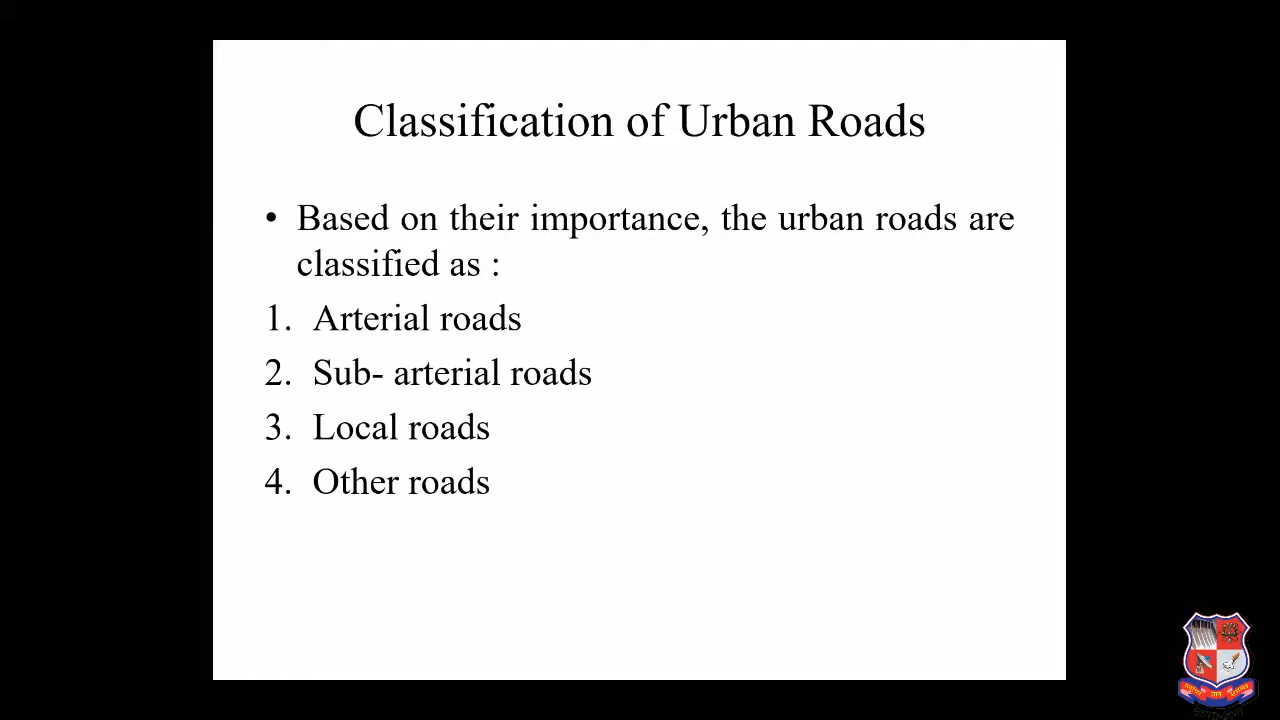 Classification of Urban Roads
• Based on their importance, the urban roads are
classified as :
1. Arterial roads
2. Sub- arterial roads
3. Local roads
4. Other roads